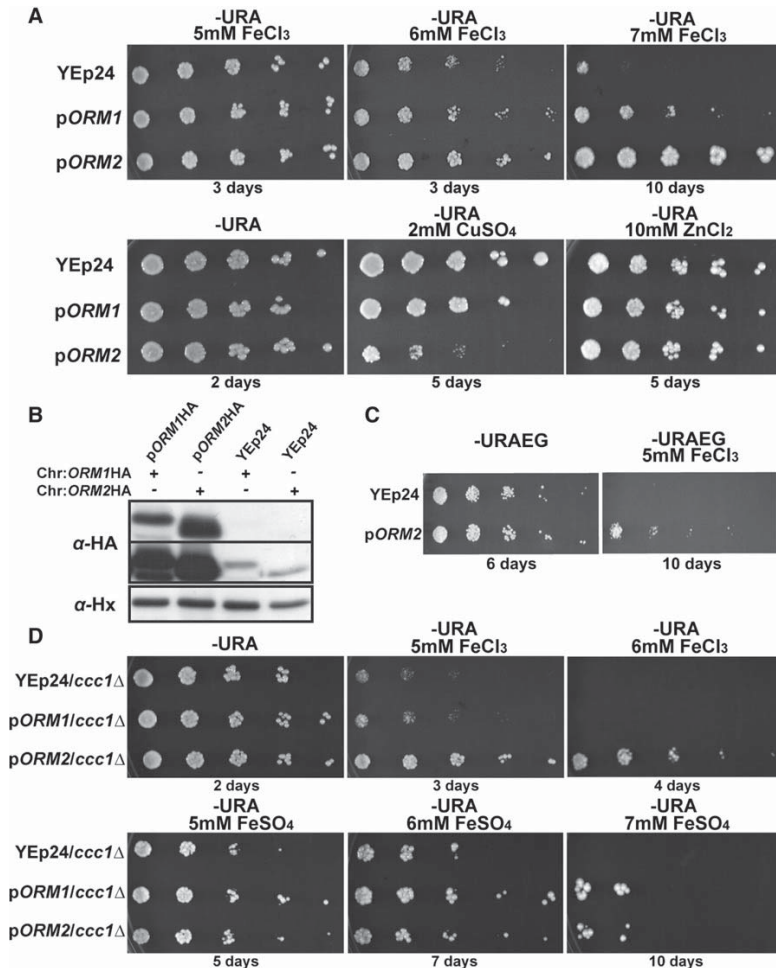 A
-URA
5mM FeCl3
-URA
6mM FeCl3
-URA
7mM FeCl3
YEp24
pORM1
pORM2
3 days
3 days
10 days
-URA
-URA
2mM CuSO4
-URA
10mM ZnCl2
YEp24
pORM1
pORM2
2 days
5 days
5 days
B
pORM1HA
pORM2HA
YEp24
YEp24
Chr:ORM1HA + - + -
Chr:ORM2HA - + - +
α-HA
α-Hx
C
-URAEG
-URAEG
5mM FeCl3
YEp24
pORM2
6 days
10 days
D
-URA
-URA
5mM FeCl3
-URA
6mM FeCl3
YEp24/ccc1Δ
pORM1/ccc1Δ
pORM2/ccc1Δ
2 days
3 days
4 days
-URA
5mM FeSO4
-URA
6mM FeSO4
-URA
7mM FeSO4
YEp24/ccc1Δ
pORM1/ccc1Δ
pORM2/ccc1Δ
5 days
7 days
10 days